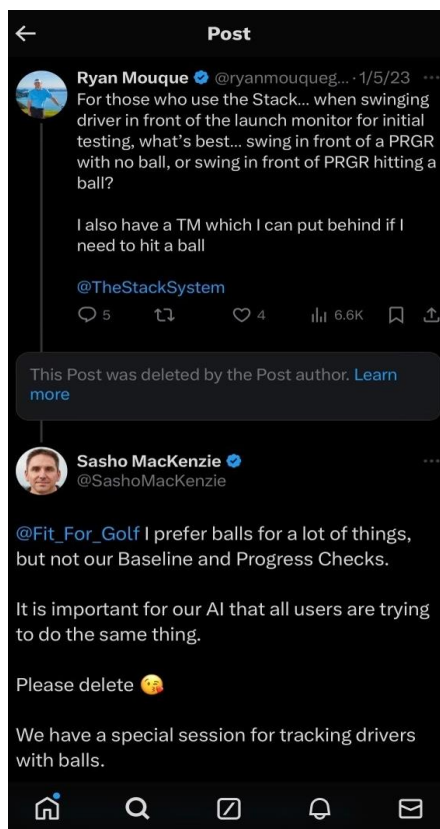 Post
Ryan Mouque @ryanmouqueg... · 1/5/23
For those who use the Stack... when swinging
driver in front of the launch monitor for initial
testing, what’s best... swing in front of a PRGR
with no ball, or swing in front of PRGR hitting a
ball?
I also have a TM which I can put behind if I
need to hit a ball
@TheStackSystem
5 4 6.6K
This Post was deleted by the Post author. Learn
more
Sasho MacKenzie
@SashoMacKenzie
@Fit_For_Golf I prefer balls for a lot of things,
but not our Baseline and Progress Checks.
It is important for our AI that all users are trying
to do the same thing.
Please delete 😘
We have a special session for tracking drivers
with balls.